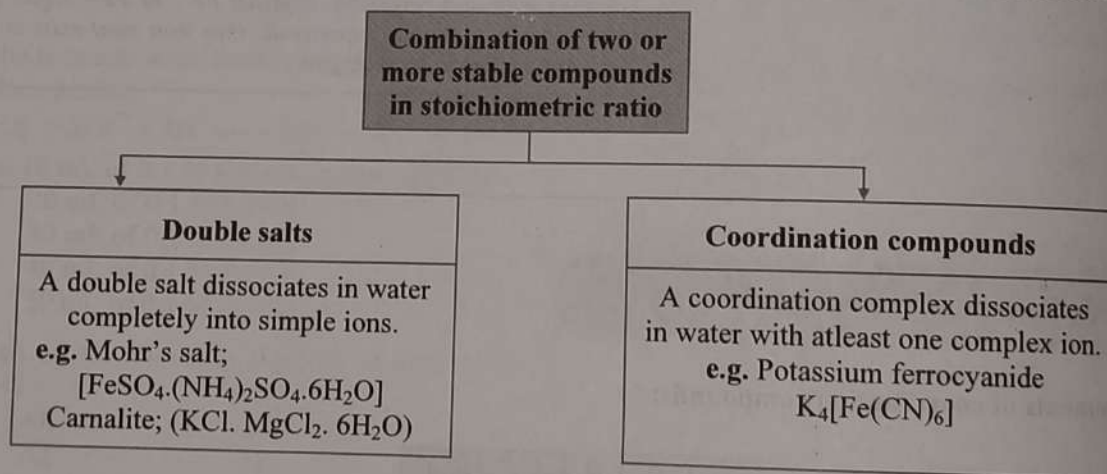 Combination of two or
more stable compounds
in stoichiometric ratio
Double salts
A double salt dissociates in water
completely into simple ions.
e.g. Mohr's salt;
[FeSO₄.(NH₄)₂SO₄.6H₂O]
Carnalite; (KCl. MgCl₂. 6H₂O)
Coordination compounds
A coordination complex dissociates
in water with atleast one complex ion.
e.g. Potassium ferrocyanide
K₄[Fe(CN)₆]